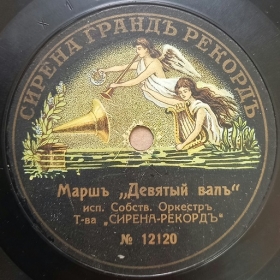 СИРЕНА ГРАНДЪ РЕКОРДЪ
Маршъ „Девятый валъ“
исп. Собств. Оркестръ
Т-ва „СИРЕНА-РЕКОРДЪ“
№ 12120